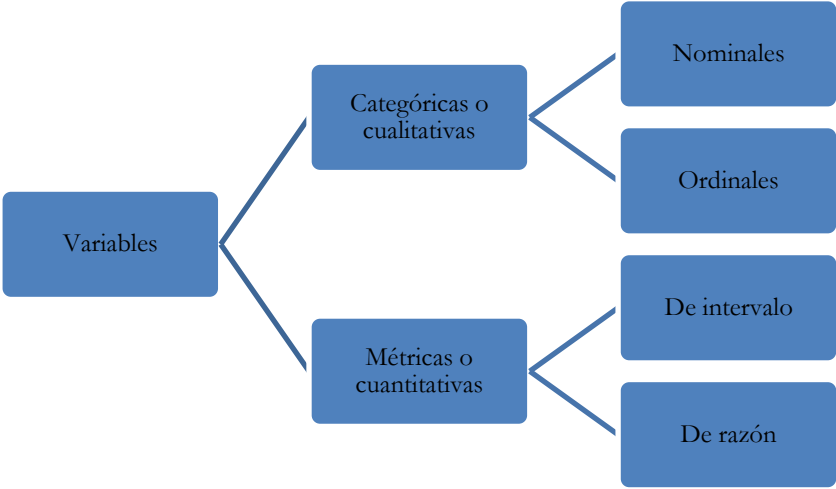 Variables
Categóricas o
cualitativas
Nominales
Ordinales
Métricas o
cuantitativas
De intervalo
De razón